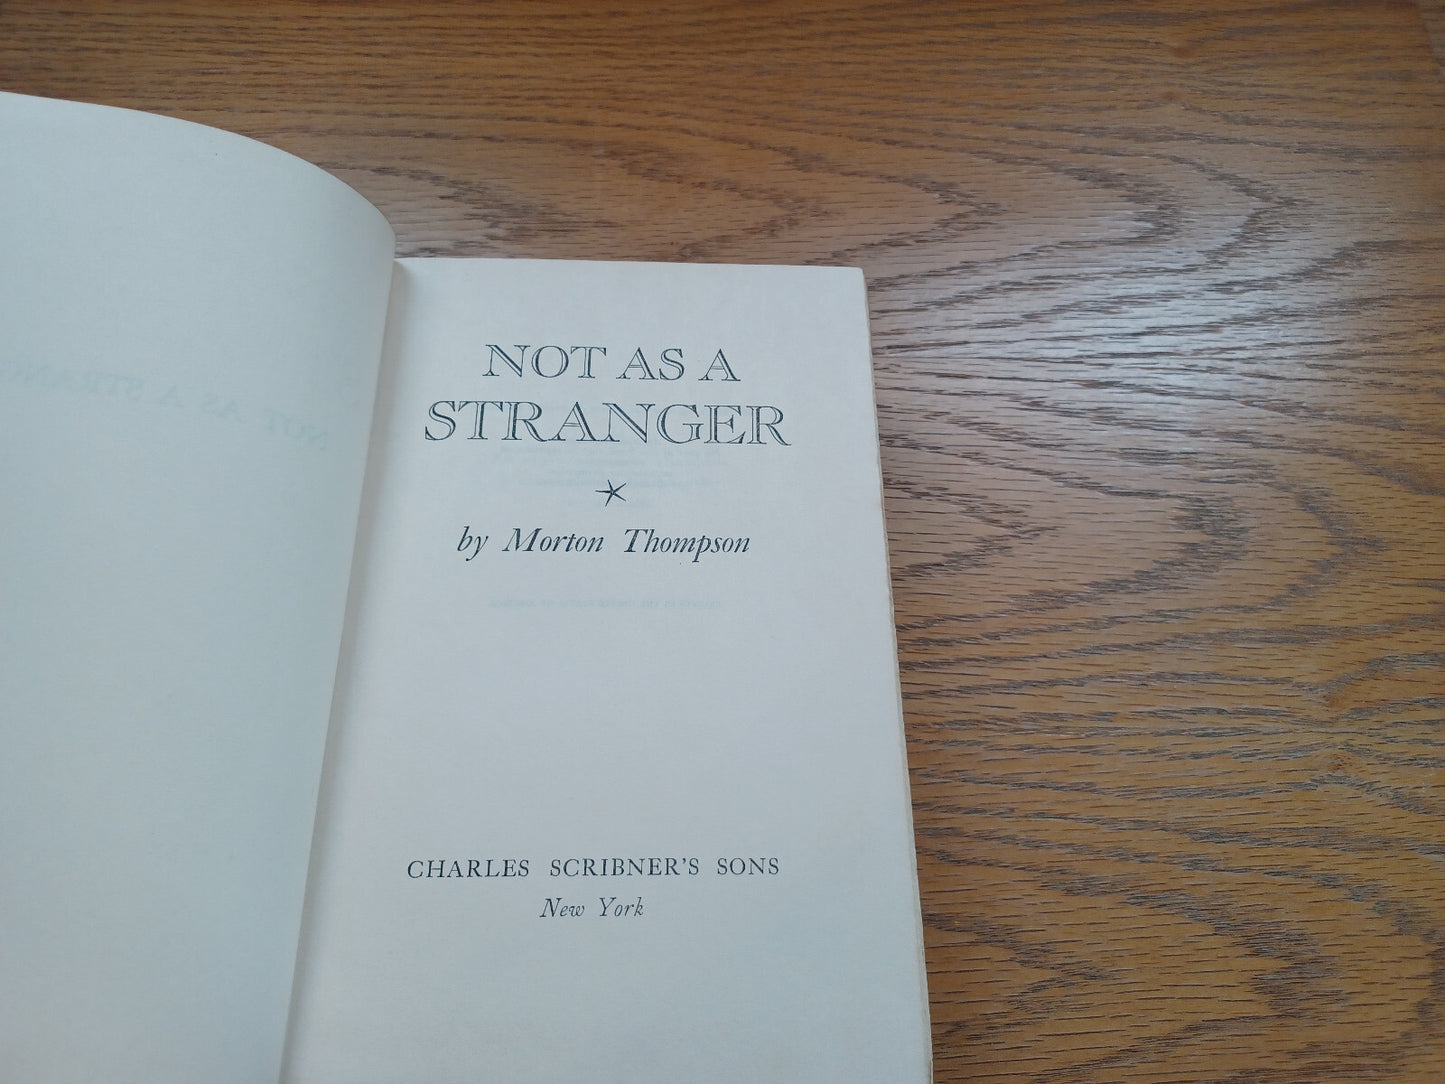 NOT AS A
STRANGER
by Morton Thompson
CHARLES SCRIBNER'S SONS
New York